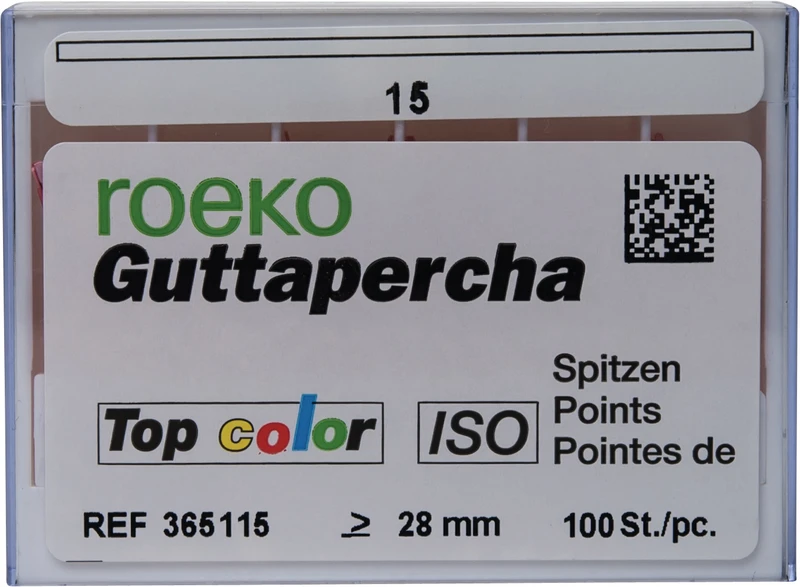 15
roeko
Guttapercha
Top color
ISO
Spitzen
Points
Pointes de
REF 365115 ≥ 28 mm 100 St./pc.